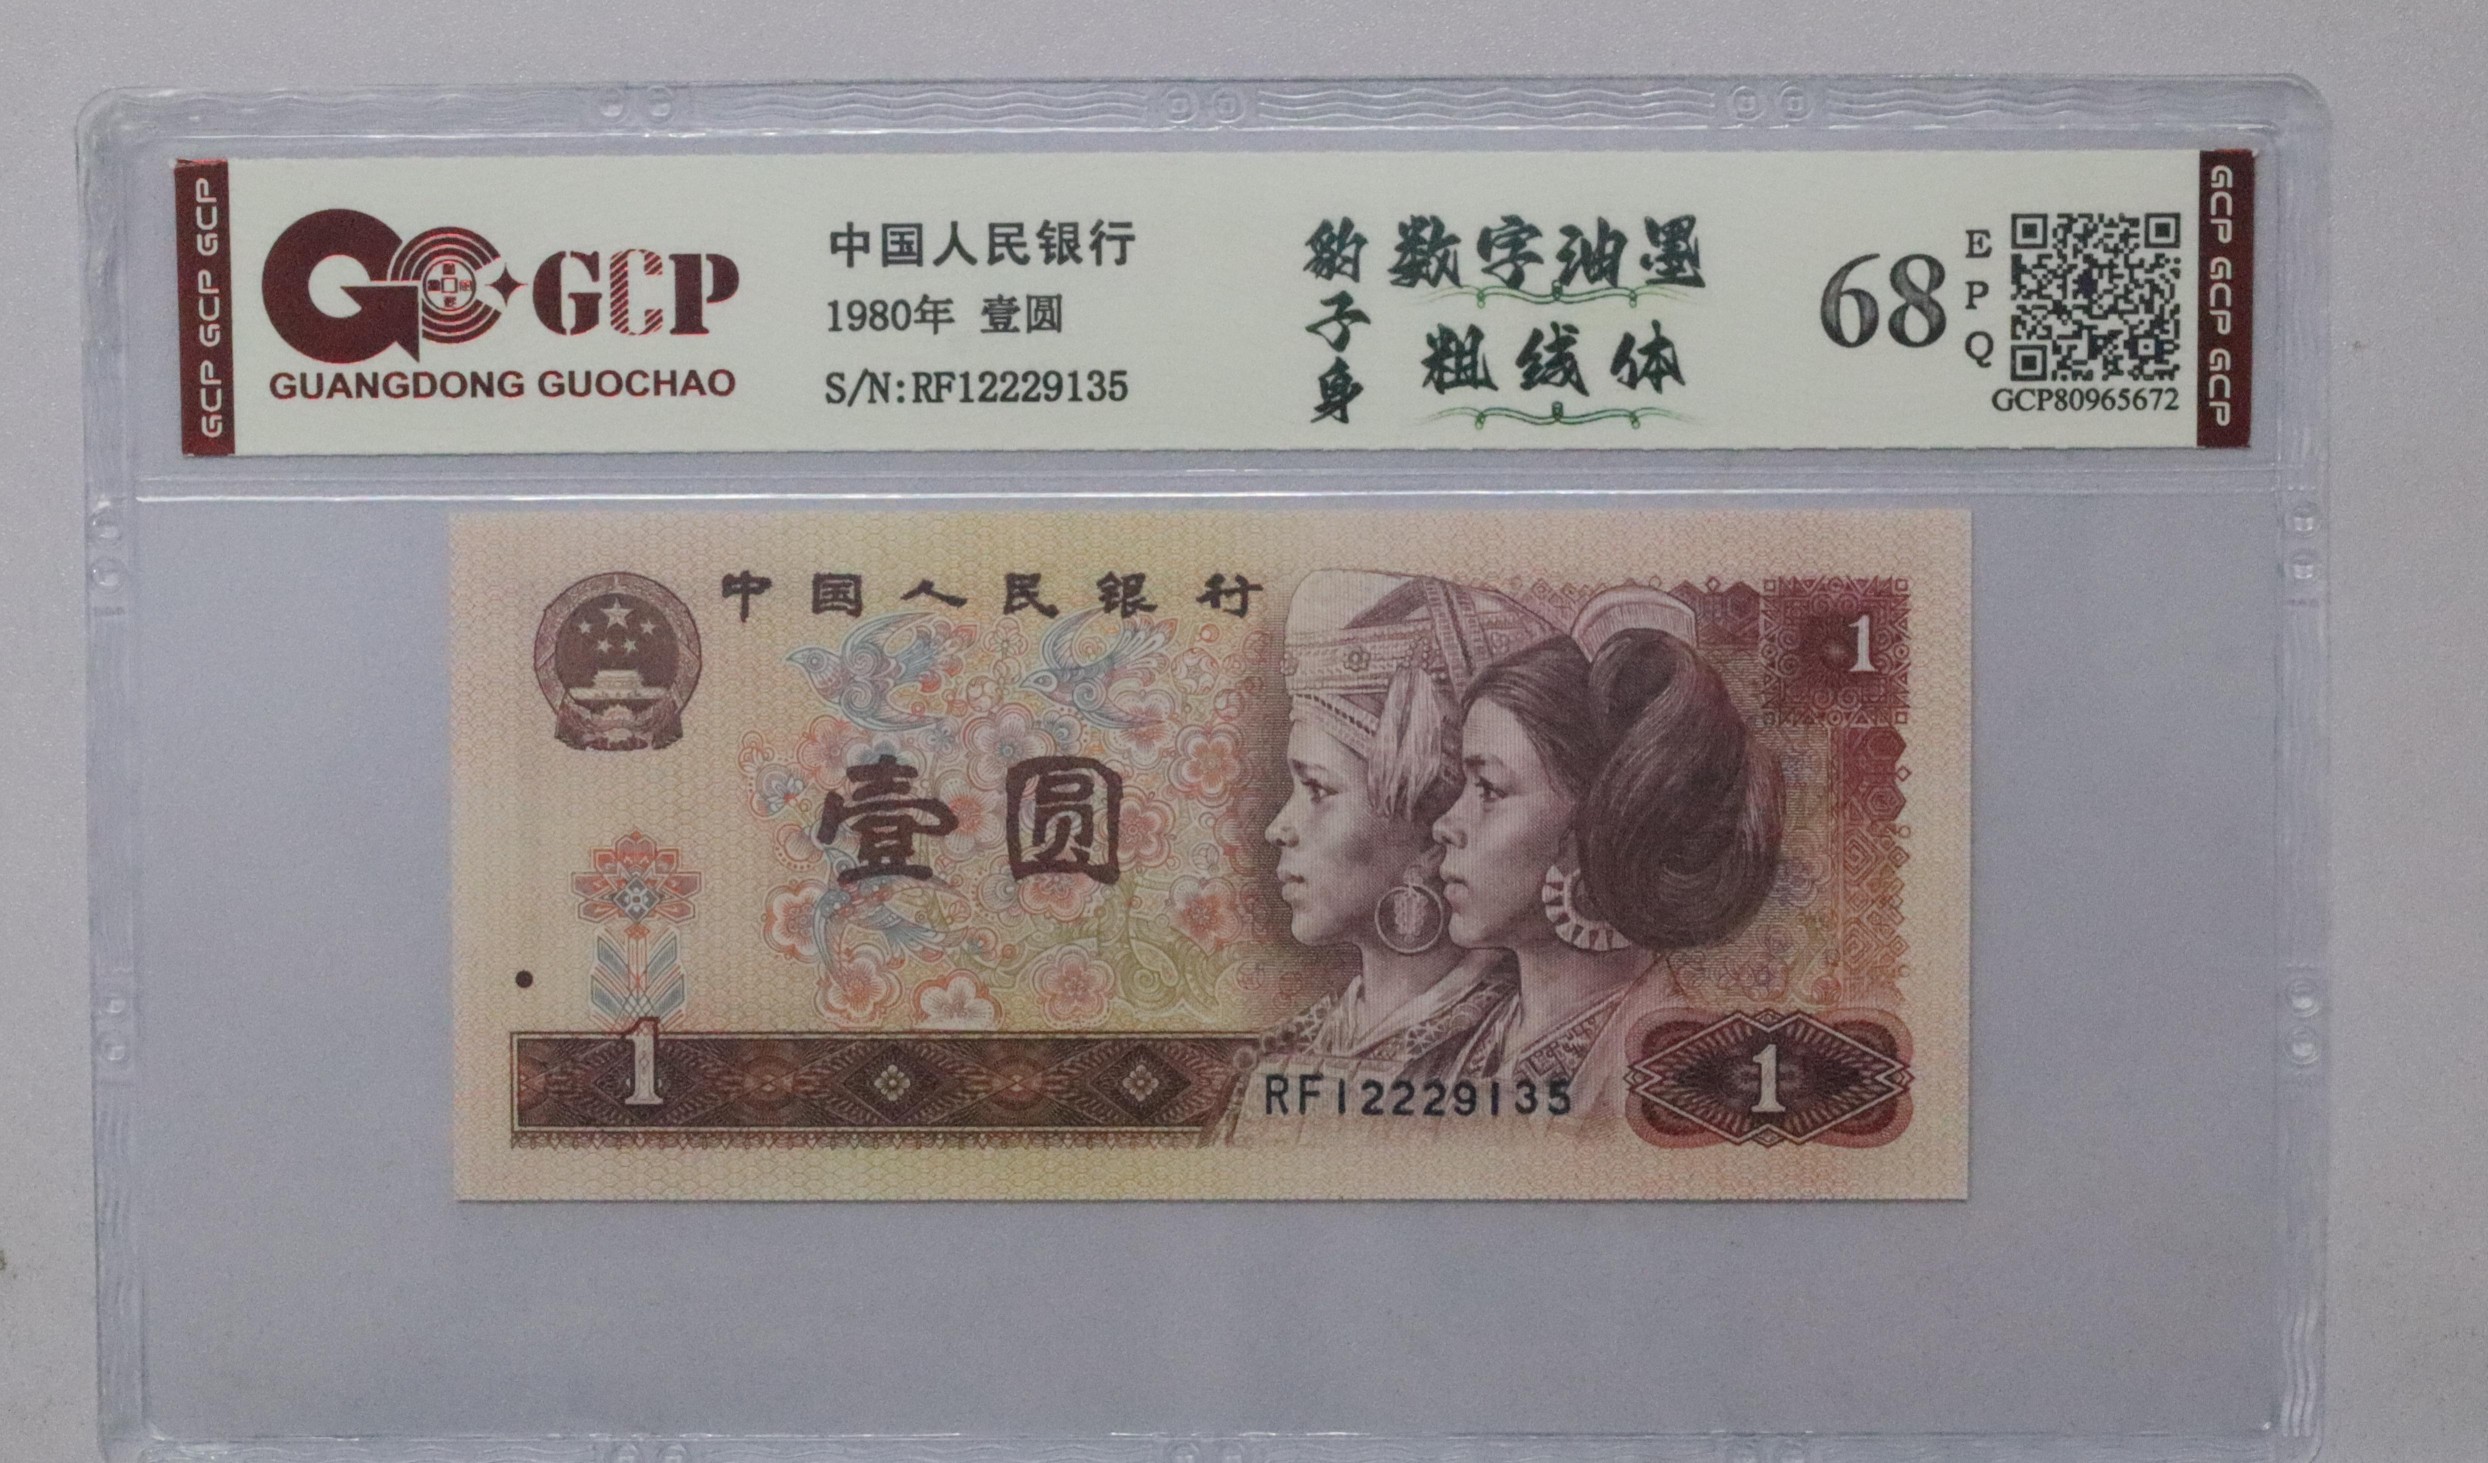 GCP GCP GCP
GCP
GUANGDONG GUOCHAO
中国人民银行
1980年 壹圆
S/N:RF12229135
豹子身
数字油墨
粗线体
68
EPQ
GCP80965672
GCP GCP GCP
中国人民银行
1
壹圆
1
RF12229135
1